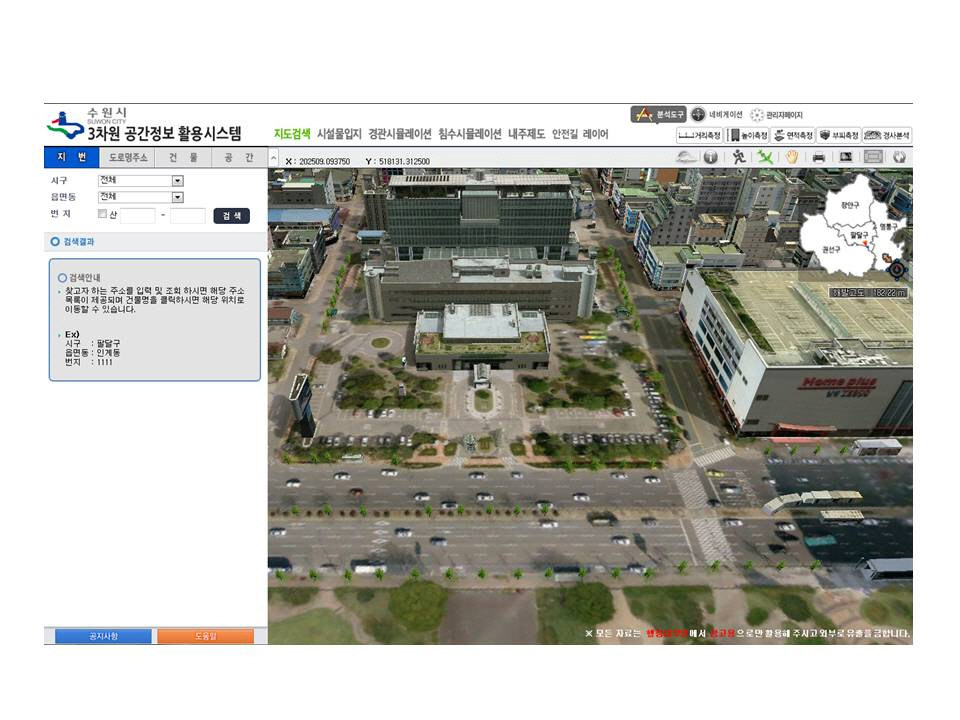 수원시
SUWON CITY
3차원 공간정보 활용시스템
분석도구 네비게이션 관리자페이지
지도검색 시설물입지 경관시뮬레이션 침수시뮬레이션 내주제도 안전길 레이어
거리측정 높이측정 면적측정 부피측정 경사분석
지 번 도로명주소 건 물 공 간
X : 202509.093750 Y : 518131.312500
시구 전체
읍면동 전체
번 지 산 - 검 색
검색결과
검색안내
찾고자 하는 주소를 입력 및 조회 하시면 해당 주소
목록이 제공되며 건물명을 클릭하시면 해당 위치로
이동할 수 있습니다.
Ex)
시구 : 팔달구
읍면동 : 인계동
번지 : 1111
장안구
영통구
팔달구
권선구
해발고도 : 182.22 m
Home plus
공지사항 도움말
※ 모든 자료는 에서 참고용으로만 활용해 주시고 외부로 유출을 금합니다.